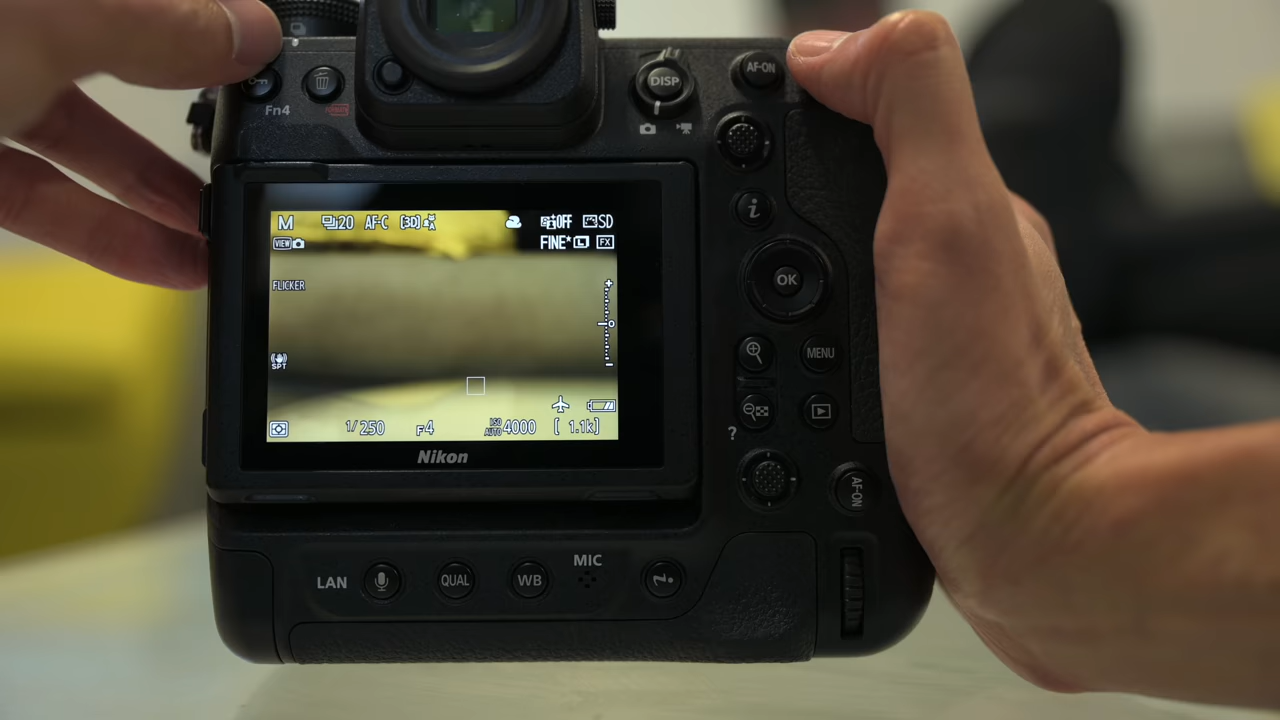 DISP
AF-ON
Fn4
i
M 20 AF-C [3D] OFF SD
VIEW FINE* L FX
FLICKER
+
0
SPT
-
1/250 F4 ISO AUTO 4000 [ 1.1k]
Nikon
OK
MENU
?
AF-ON
LAN QUAL WB MIC i